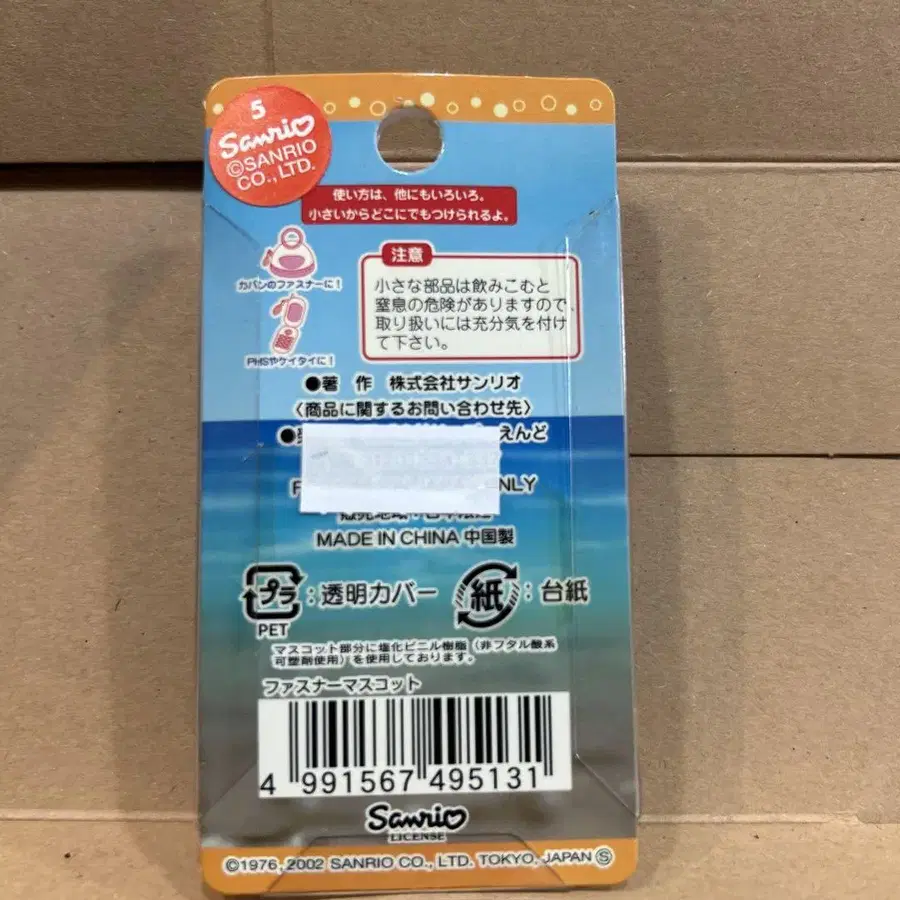 5
Sanrio
©SANRIO
CO., LTD.
使い方は、他にもいろいろ。
小さいからどこにでもつけられるよ。
カバンのファスナーに!
PHSやケイタイに!
注意
小さな部品は飲みこむと
窒息の危険がありますので、
取り扱いには充分気を付け
て下さい。
●著 作 株式会社サンリオ
〈商品に関するお問い合わせ先〉
えんど
ONLY
MADE IN CHINA 中国製
プラ:透明カバー
PET
紙:台紙
マスコット部分に塩化ビニル樹脂(非フタル酸系
可塑剤使用)を使用しております。
ファスナーマスコット
4 991567 495131
Sanrio
LICENSE
©1976, 2002 SANRIO CO., LTD. TOKYO, JAPAN Ⓢ